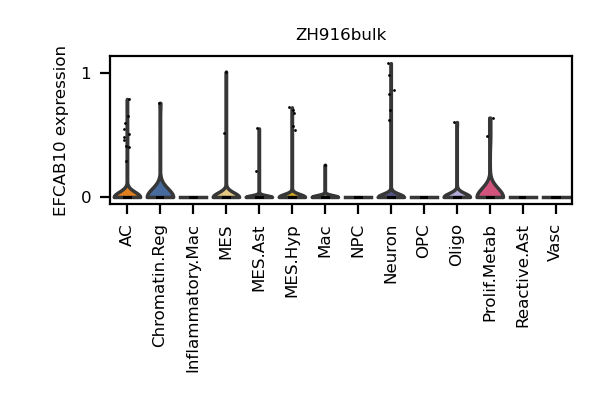 ZH916bulk
EFCAB10 expression
1
0
AC
Chromatin.Reg
Inflammatory.Mac
MES
MES.Ast
MES.Hyp
Mac
NPC
Neuron
OPC
Oligo
Prolif.Metab
Reactive.Ast
Vasc